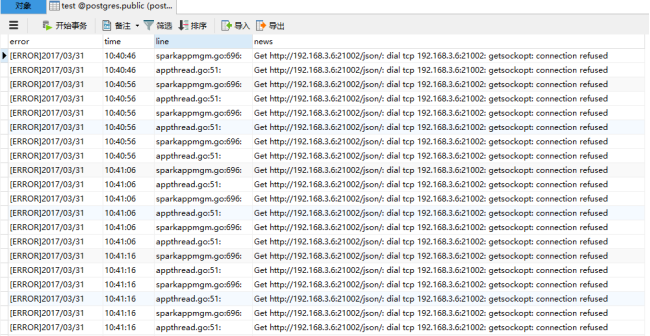 对象 test @postgres.public (post...
开始事务 备注 筛选 排序 导入 导出
error time line news
[ERROR]2017/03/31 10:40:46 sparkappmgm.go:696: Get http://192.168.3.6:21002/json/: dial tcp 192.168.3.6:21002: getsockopt: connection refused
[ERROR]2017/03/31 10:40:46 appthread.go:51: Get http://192.168.3.6:21002/json/: dial tcp 192.168.3.6:21002: getsockopt: connection refused
[ERROR]2017/03/31 10:40:56 sparkappmgm.go:696: Get http://192.168.3.6:21002/json/: dial tcp 192.168.3.6:21002: getsockopt: connection refused
[ERROR]2017/03/31 10:40:56 appthread.go:51: Get http://192.168.3.6:21002/json/: dial tcp 192.168.3.6:21002: getsockopt: connection refused
[ERROR]2017/03/31 10:40:56 sparkappmgm.go:696: Get http://192.168.3.6:21002/json/: dial tcp 192.168.3.6:21002: getsockopt: connection refused
[ERROR]2017/03/31 10:40:56 appthread.go:51: Get http://192.168.3.6:21002/json/: dial tcp 192.168.3.6:21002: getsockopt: connection refused
[ERROR]2017/03/31 10:40:56 sparkappmgm.go:696: Get http://192.168.3.6:21002/json/: dial tcp 192.168.3.6:21002: getsockopt: connection refused
[ERROR]2017/03/31 10:40:56 appthread.go:51: Get http://192.168.3.6:21002/json/: dial tcp 192.168.3.6:21002: getsockopt: connection refused
[ERROR]2017/03/31 10:41:06 sparkappmgm.go:696: Get http://192.168.3.6:21002/json/: dial tcp 192.168.3.6:21002: getsockopt: connection refused
[ERROR]2017/03/31 10:41:06 appthread.go:51: Get http://192.168.3.6:21002/json/: dial tcp 192.168.3.6:21002: getsockopt: connection refused
[ERROR]2017/03/31 10:41:06 sparkappmgm.go:696: Get http://192.168.3.6:21002/json/: dial tcp 192.168.3.6:21002: getsockopt: connection refused
[ERROR]2017/03/31 10:41:06 appthread.go:51: Get http://192.168.3.6:21002/json/: dial tcp 192.168.3.6:21002: getsockopt: connection refused
[ERROR]2017/03/31 10:41:06 sparkappmgm.go:696: Get http://192.168.3.6:21002/json/: dial tcp 192.168.3.6:21002: getsockopt: connection refused
[ERROR]2017/03/31 10:41:06 appthread.go:51: Get http://192.168.3.6:21002/json/: dial tcp 192.168.3.6:21002: getsockopt: connection refused
[ERROR]2017/03/31 10:41:16 sparkappmgm.go:696: Get http://192.168.3.6:21002/json/: dial tcp 192.168.3.6:21002: getsockopt: connection refused
[ERROR]2017/03/31 10:41:16 appthread.go:51: Get http://192.168.3.6:21002/json/: dial tcp 192.168.3.6:21002: getsockopt: connection refused
[ERROR]2017/03/31 10:41:16 sparkappmgm.go:696: Get http://192.168.3.6:21002/json/: dial tcp 192.168.3.6:21002: getsockopt: connection refused
[ERROR]2017/03/31 10:41:16 appthread.go:51: Get http://192.168.3.6:21002/json/: dial tcp 192.168.3.6:21002: getsockopt: connection refused
[ERROR]2017/03/31 10:41:16 sparkappmgm.go:696: Get http://192.168.3.6:21002/json/: dial tcp 192.168.3.6:21002: getsockopt: connection refused
[ERROR]2017/03/31 10:41:16 appthread.go:51: Get http://192.168.3.6:21002/json/: dial tcp 192.168.3.6:21002: getsockopt: connection refused